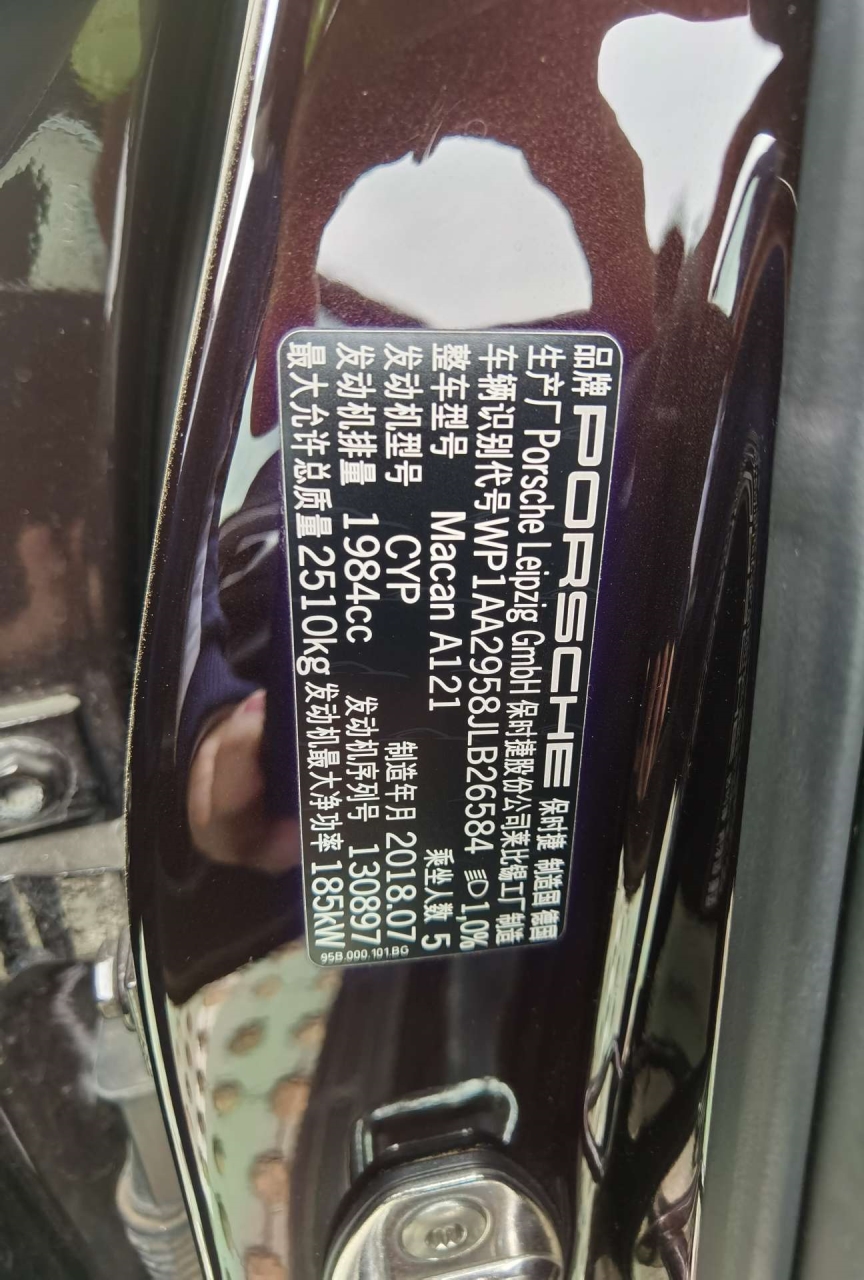 品牌 PORSCHE 保时捷 制造国 德国
生产厂 Porsche Leipzig GmbH 保时捷股份公司莱比锡工厂制造
车辆识别代号 WP1AA2958JLB26584 1,0%
整车型号 Macan A121 乘坐人数 5
发动机型号 CYP 制造年月 2018.07
发动机排量 1984cc 发动机序列号 130897
最大允许总质量 2510kg 发动机最大净功率 185kW
95B.000.101.BG